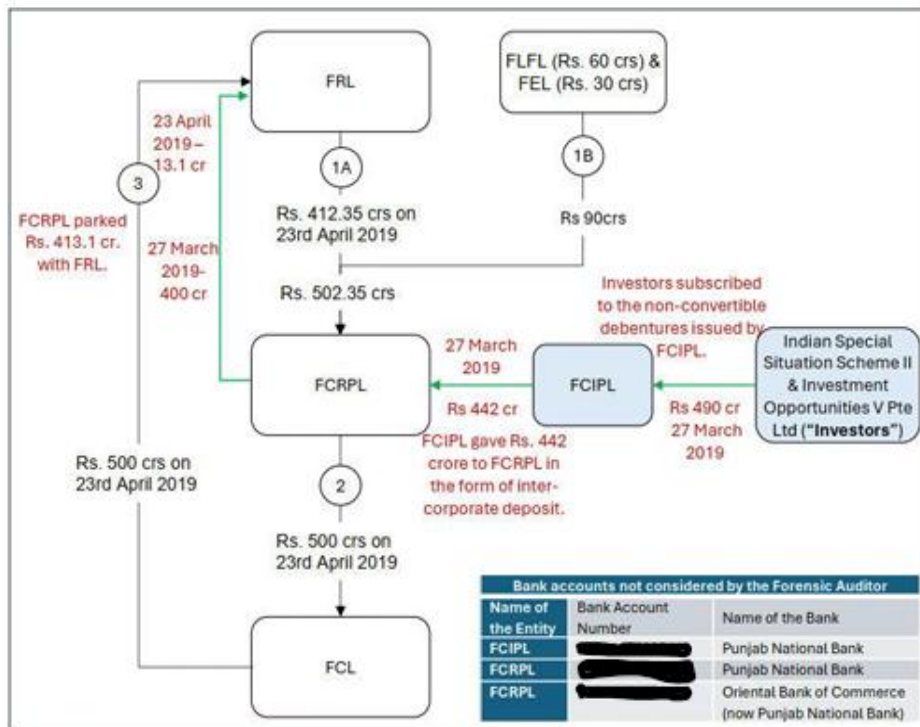 FRL
FLFL (Rs. 60 crs) &
FEL (Rs. 30 crs)
23 April
2019 –
13.1 cr
1A
1B
3
FCRPL parked
Rs. 413.1 cr.
with FRL.
Rs. 412.35 crs on
23rd April 2019
Rs 90crs
27 March
2019-
400 cr
Rs. 502.35 crs
Investors subscribed
to the non-convertible
debentures issued by
FCIPL.
FCRPL
27 March
2019
Rs 442 cr
FCIPL
Rs 490 cr
27 March
2019
Indian Special
Situation Scheme II
& Investment
Opportunities V Pte
Ltd ("Investors")
FCIPL gave Rs. 442
crore to FCRPL in
the form of inter-
corporate deposit.
Rs. 500 crs on
23rd April 2019
2
Rs. 500 crs on
23rd April 2019
FCL
Bank accounts not considered by the Forensic Auditor
Name of the Entity Bank Account Number Name of the Bank
FCIPL Punjab National Bank
FCRPL Punjab National Bank
FCRPL Oriental Bank of Commerce
(now Punjab National Bank)